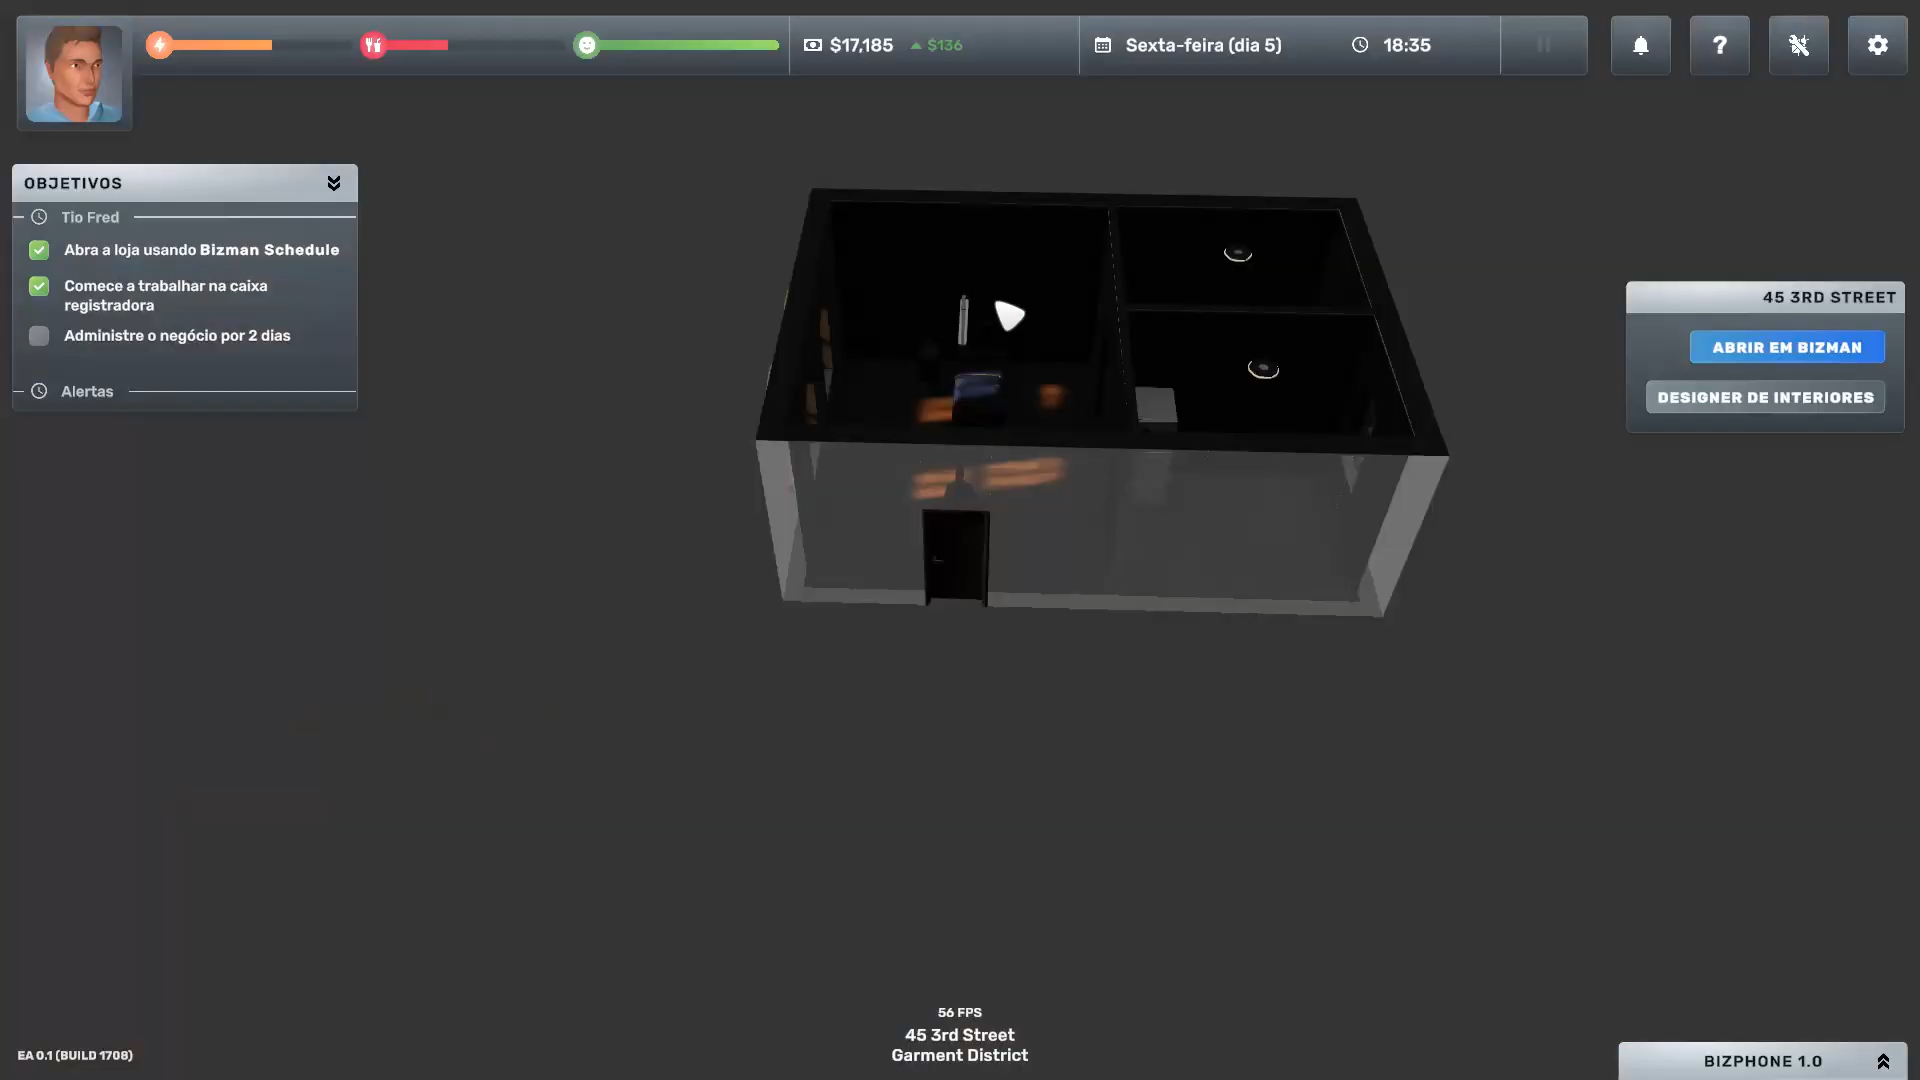 $17,185
$136
Sexta-feira (dia 5)
18:35
?
OBJETIVOS
Tio Fred
Abra a loja usando Bizman Schedule
Comece a trabalhar na caixa
registradora
Administre o negócio por 2 dias
Alertas
45 3RD STREET
ABRIR EM BIZMAN
DESIGNER DE INTERIORES
56 FPS
45 3rd Street
Garment District
EA 0.1 (BUILD 1708)
BIZPHONE 1.0